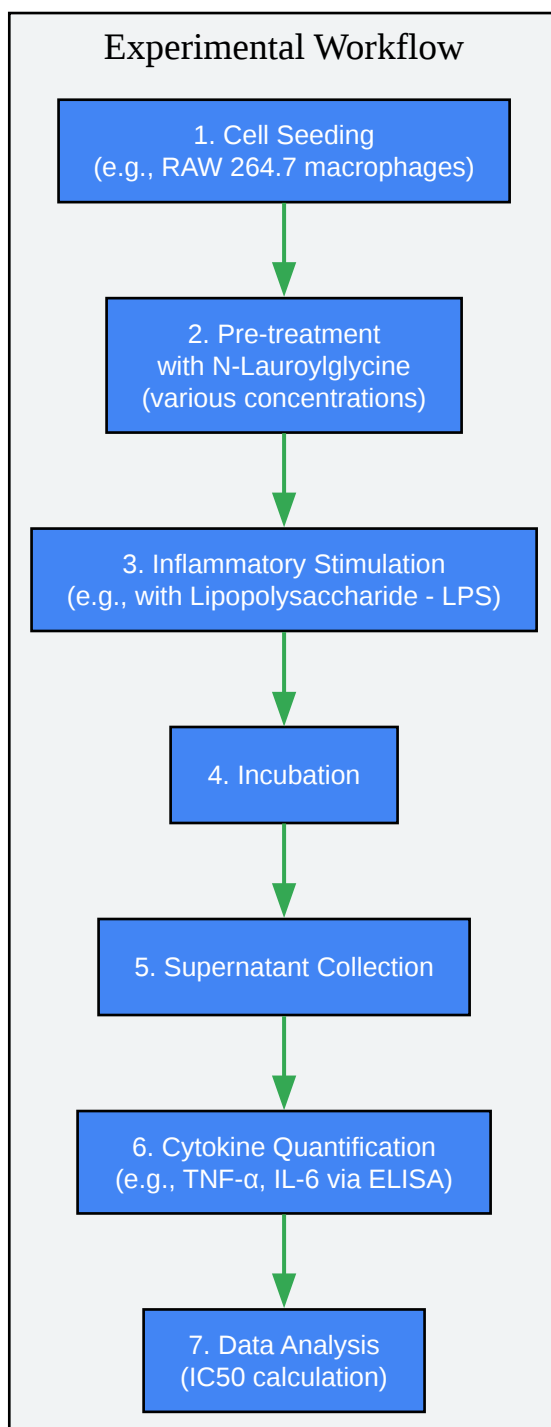 Experimental Workflow
1. Cell Seeding
(e.g., RAW 264.7 macrophages)
2. Pre-treatment
with N-Lauroylglycine
(various concentrations)
3. Inflammatory Stimulation
(e.g., with Lipopolysaccharide - LPS)
4. Incubation
5. Supernatant Collection
6. Cytokine Quantification
(e.g., TNF-α, IL-6 via ELISA)
7. Data Analysis
(IC50 calculation)